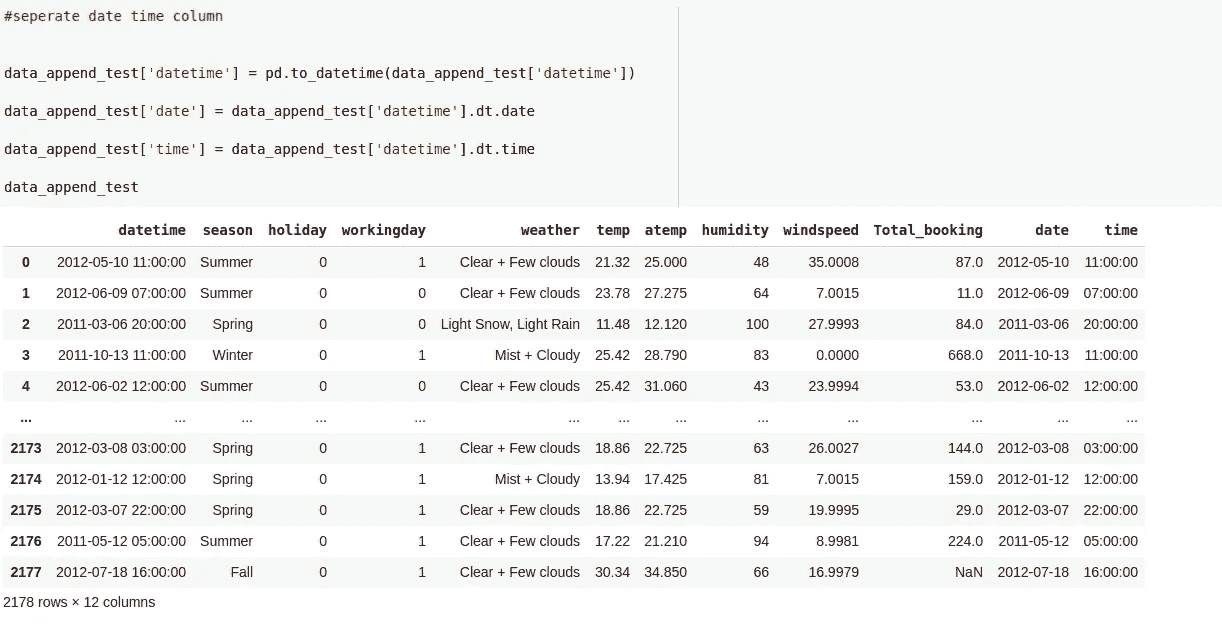 #seperate date time column
data_append_test['datetime'] = pd.to_datetime(data_append_test['datetime'])
data_append_test['date'] = data_append_test['datetime'].dt.date
data_append_test['time'] = data_append_test['datetime'].dt.time
data_append_test
datetime season holiday workingday weather temp atemp humidity windspeed Total_booking date time
0 2012-05-10 11:00:00 Summer 0 1 Clear + Few clouds 21.32 25.000 48 35.0008 87.0 2012-05-10 11:00:00
1 2012-06-09 07:00:00 Summer 0 0 Clear + Few clouds 23.78 27.275 64 7.0015 11.0 2012-06-09 07:00:00
2 2011-03-06 20:00:00 Spring 0 0 Light Snow, Light Rain 11.48 12.120 100 27.9993 84.0 2011-03-06 20:00:00
3 2011-10-13 11:00:00 Winter 0 1 Mist + Cloudy 25.42 28.790 83 0.0000 668.0 2011-10-13 11:00:00
4 2012-06-02 12:00:00 Summer 0 0 Clear + Few clouds 25.42 31.060 43 23.9994 53.0 2012-06-02 12:00:00
... ... ... ... ... ... ... ... ... ... ... ... ...
2173 2012-03-08 03:00:00 Spring 0 1 Clear + Few clouds 18.86 22.725 63 26.0027 144.0 2012-03-08 03:00:00
2174 2012-01-12 12:00:00 Spring 0 1 Mist + Cloudy 13.94 17.425 81 7.0015 159.0 2012-01-12 12:00:00
2175 2012-03-07 22:00:00 Spring 0 1 Clear + Few clouds 18.86 22.725 59 19.9995 29.0 2012-03-07 22:00:00
2176 2011-05-12 05:00:00 Summer 0 1 Clear + Few clouds 17.22 21.210 94 8.9981 224.0 2011-05-12 05:00:00
2177 2012-07-18 16:00:00 Fall 0 1 Clear + Few clouds 30.34 34.850 66 16.9979 NaN 2012-07-18 16:00:00
2178 rows × 12 columns